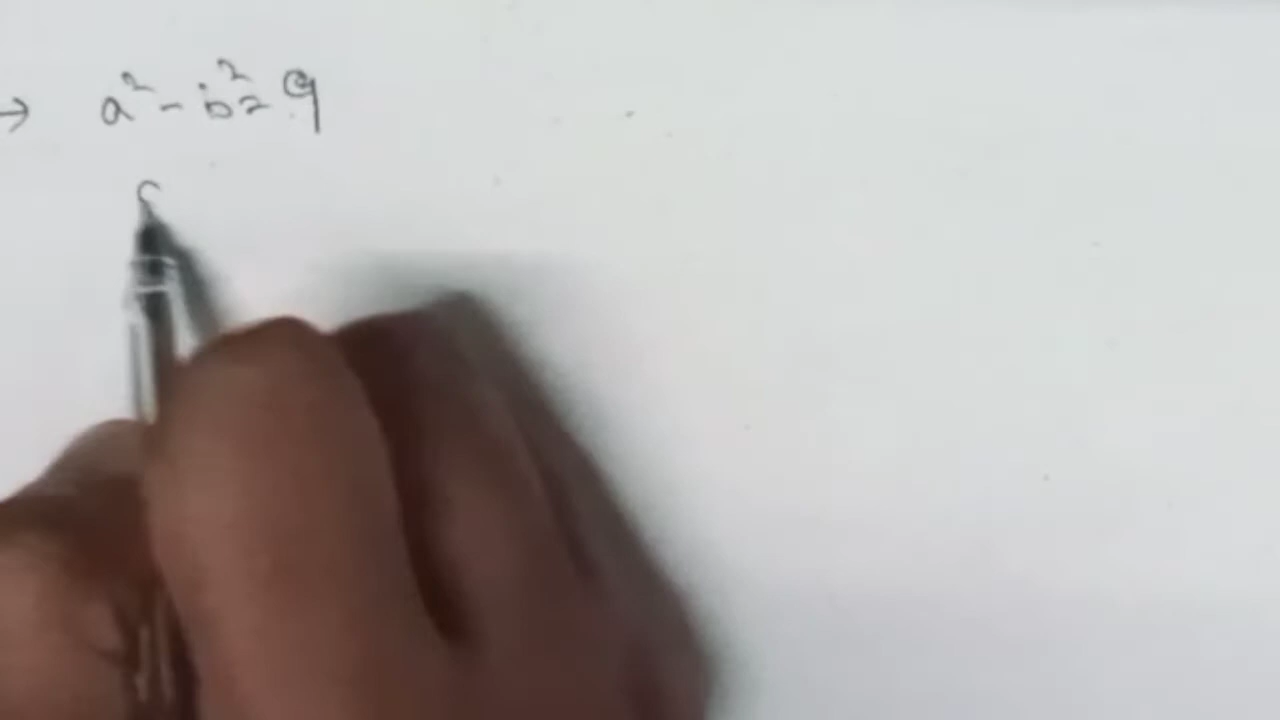 → a² - b² = 9